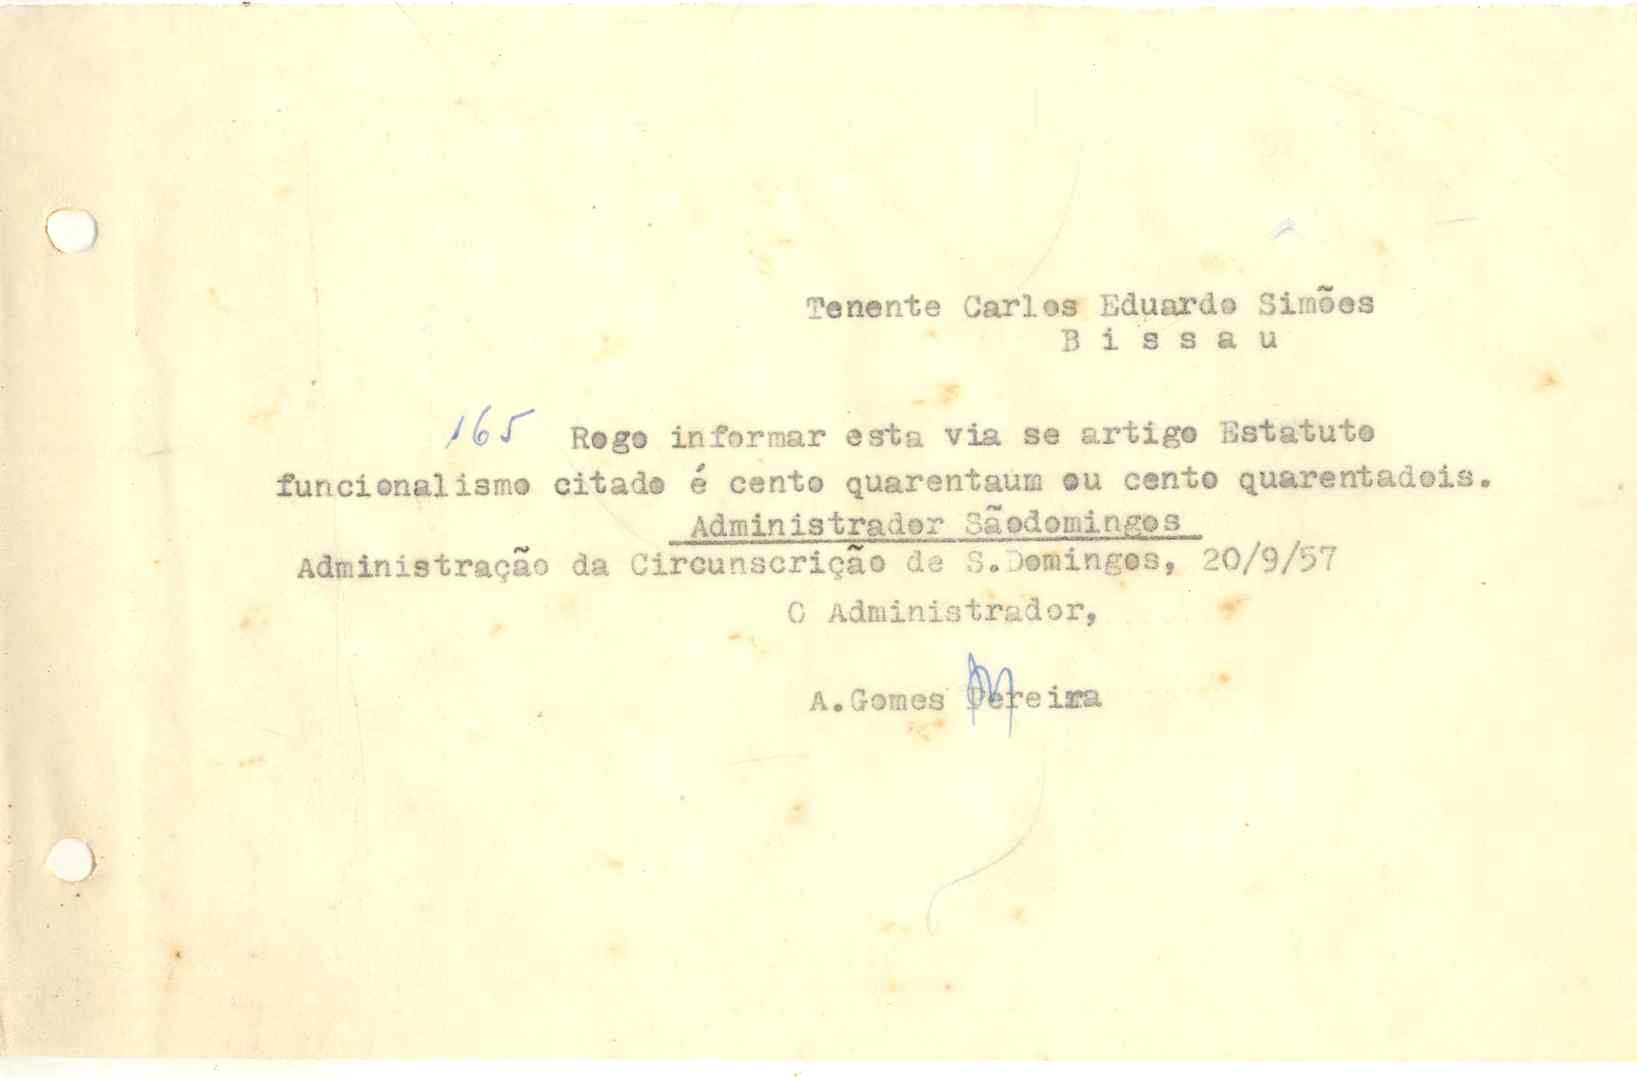 Tenente Carlos Eduardo Simões
B i s s a u
165 Rogo informar esta via se artigo Estatuto
funcionalismo citado é cento quarentaum ou cento quarentadois.
Administrador Sãodomingos
Administração da Circunscrição de S.Domingos, 20/9/57
O Administrador,
A.Gomes Pereira